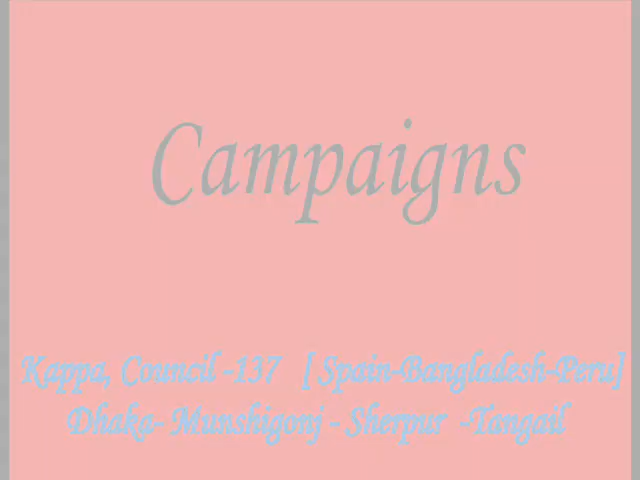 Campaigns
Kappa, Council -137 [ Spain-Bangladesh-Peru]
Dhaka- Munshigonj - Sherpur -Tangail